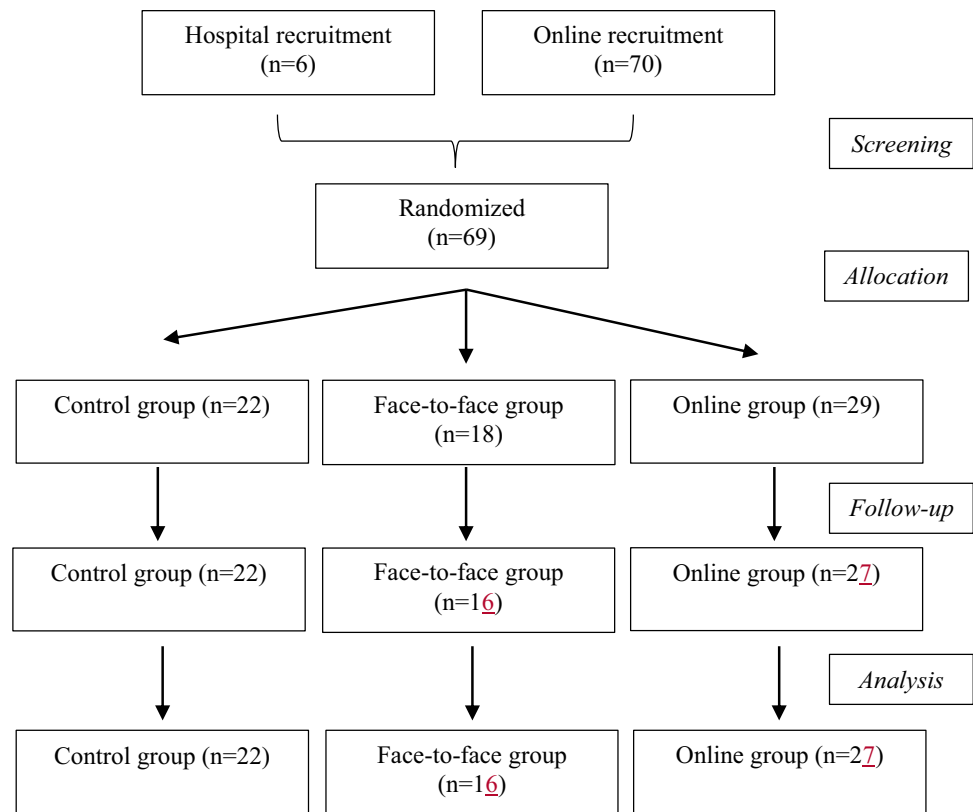 Hospital recruitment
(n=6)
Online recruitment
(n=70)
Screening
Randomized
(n=69)
Allocation
Control group (n=22)
Face-to-face group
(n=18)
Online group (n=29)
Follow-up
Control group (n=22)
Face-to-face group
(n=16)
Online group (n=27)
Analysis
Control group (n=22)
Face-to-face group
(n=16)
Online group (n=27)